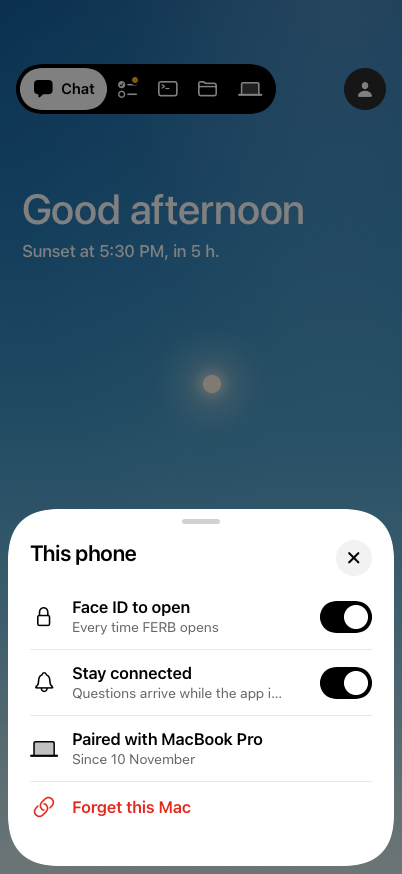 Chat
Good afternoon
Sunset at 5:30 PM, in 5 h.
This phone
Face ID to open
Every time FERB opens
Stay connected
Questions arrive while the app i...
Paired with MacBook Pro
Since 10 November
Forget this Mac